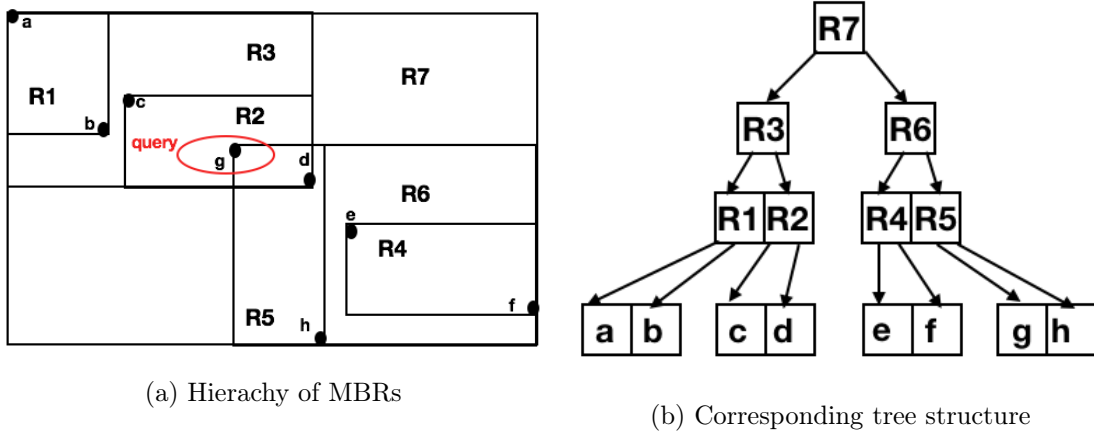 a
R3
R7
R1
c
R2
b
query
g
d
R6
e
R4
f
R5
h
(a) Hierachy of MBRs
R7
R3 R6
R1 R2 R4 R5
a b c d e f g h
(b) Corresponding tree structure